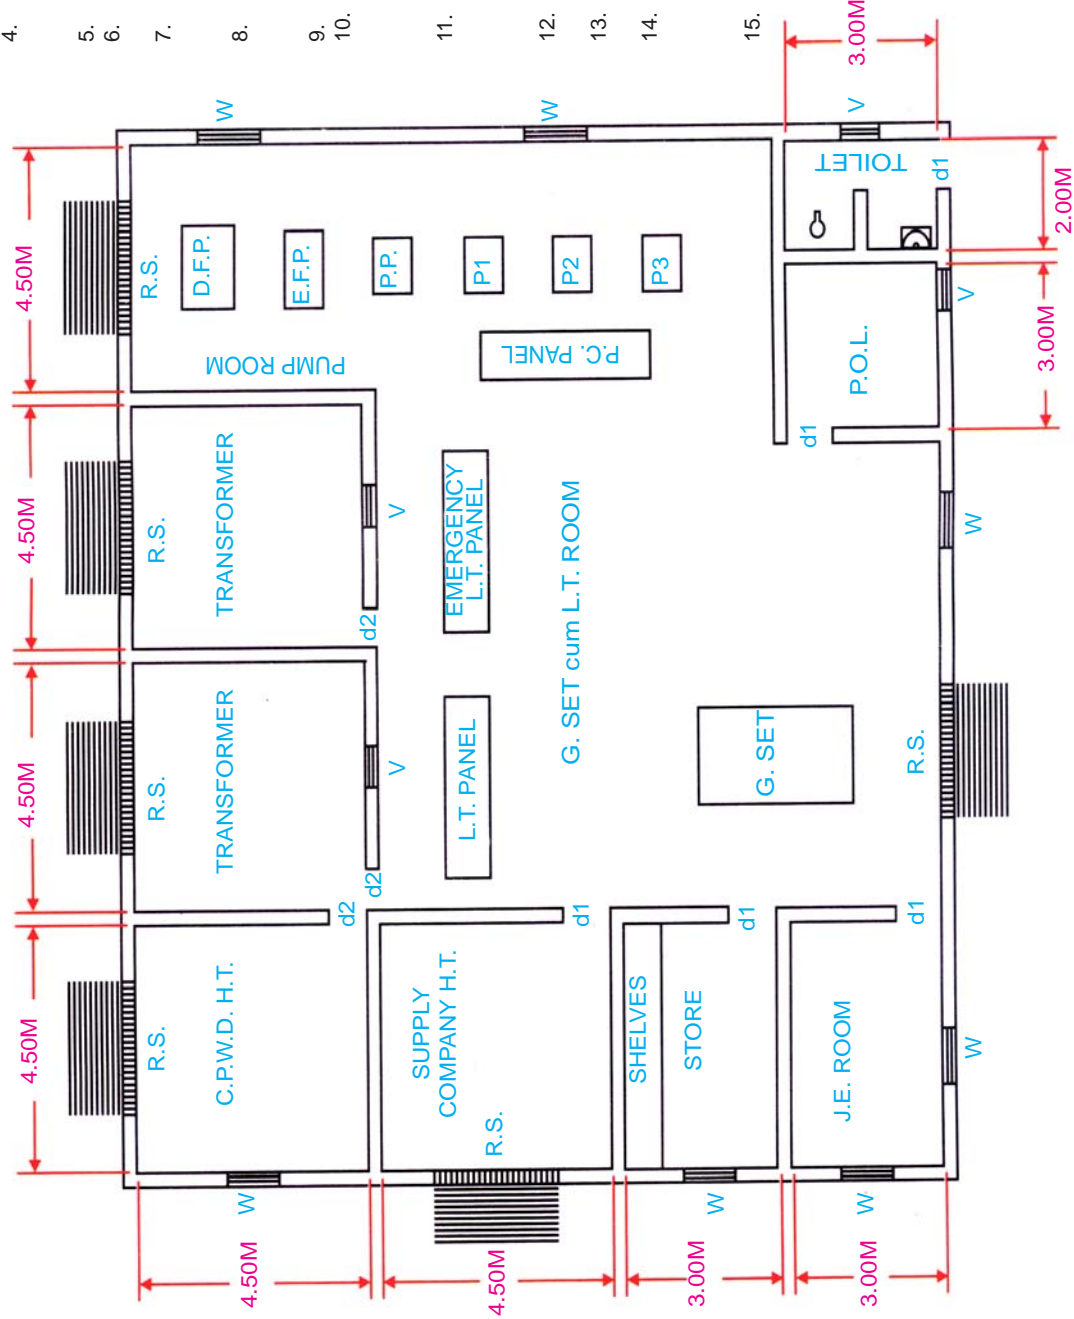 4.
5.
6.
7.
8.
9.
10.
11.
12.
13.
14.
15.
4.50M
4.50M
4.50M
4.50M
R.S.
R.S.
R.S.
R.S.
W
4.50M
C.P.W.D. H.T.
TRANSFORMER
TRANSFORMER
PUMP ROOM
D.F.P.
W
E.F.P.
P.P.
P1
P2
P3
P.C. PANEL
W
d2
d2
d2
V
V
4.50M
SUPPLY
COMPANY H.T.
R.S.
L.T. PANEL
EMERGENCY
L.T. PANEL
d1
G. SET cum L.T. ROOM
3.00M
W
SHELVES
STORE
d1
G. SET
d1
3.00M
W
J.E. ROOM
d1
R.S.
P.O.L.
TOILET
V
3.00M
d1
W
W
V
3.00M
2.00M